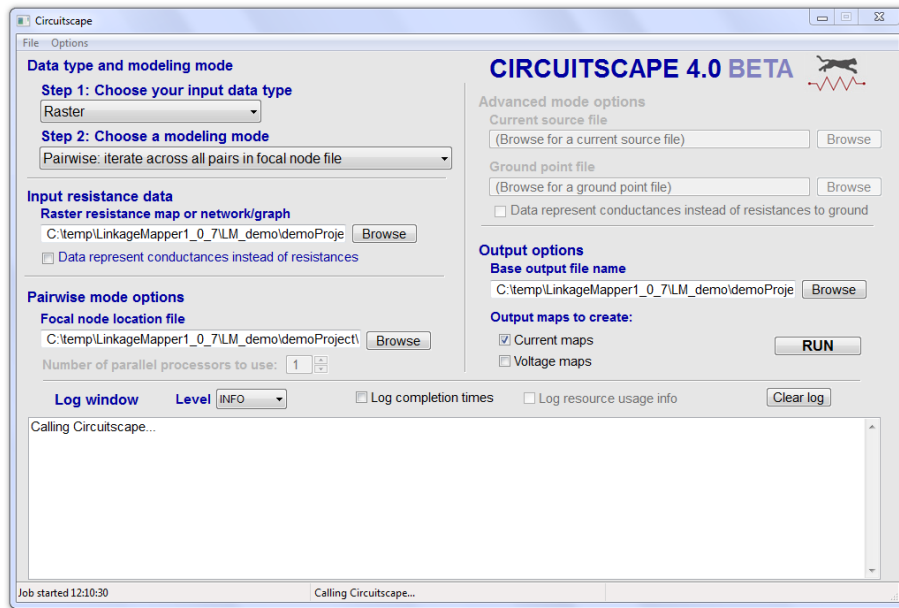 Circuitscape
File Options
Data type and modeling mode
Step 1: Choose your input data type
Raster
Step 2: Choose a modeling mode
Pairwise: iterate across all pairs in focal node file
Input resistance data
Raster resistance map or network/graph
C:\temp\LinkageMapper1_0_7\LM_demo\demoProje Browse
Data represent conductances instead of resistances
Pairwise mode options
Focal node location file
C:\temp\LinkageMapper1_0_7\LM_demo\demoProject\ Browse
Number of parallel processors to use: 1
CIRCUITSCAPE 4.0 BETA
Advanced mode options
Current source file
(Browse for a current source file) Browse
Ground point file
(Browse for a ground point file) Browse
Data represent conductances instead of resistances to ground
Output options
Base output file name
C:\temp\LinkageMapper1_0_7\LM_demo\demoProje Browse
Output maps to create:
Current maps
Voltage maps
RUN
Log window Level INFO Log completion times Log resource usage info Clear log
Calling Circuitscape...
Job started 12:10:30 Calling Circuitscape...